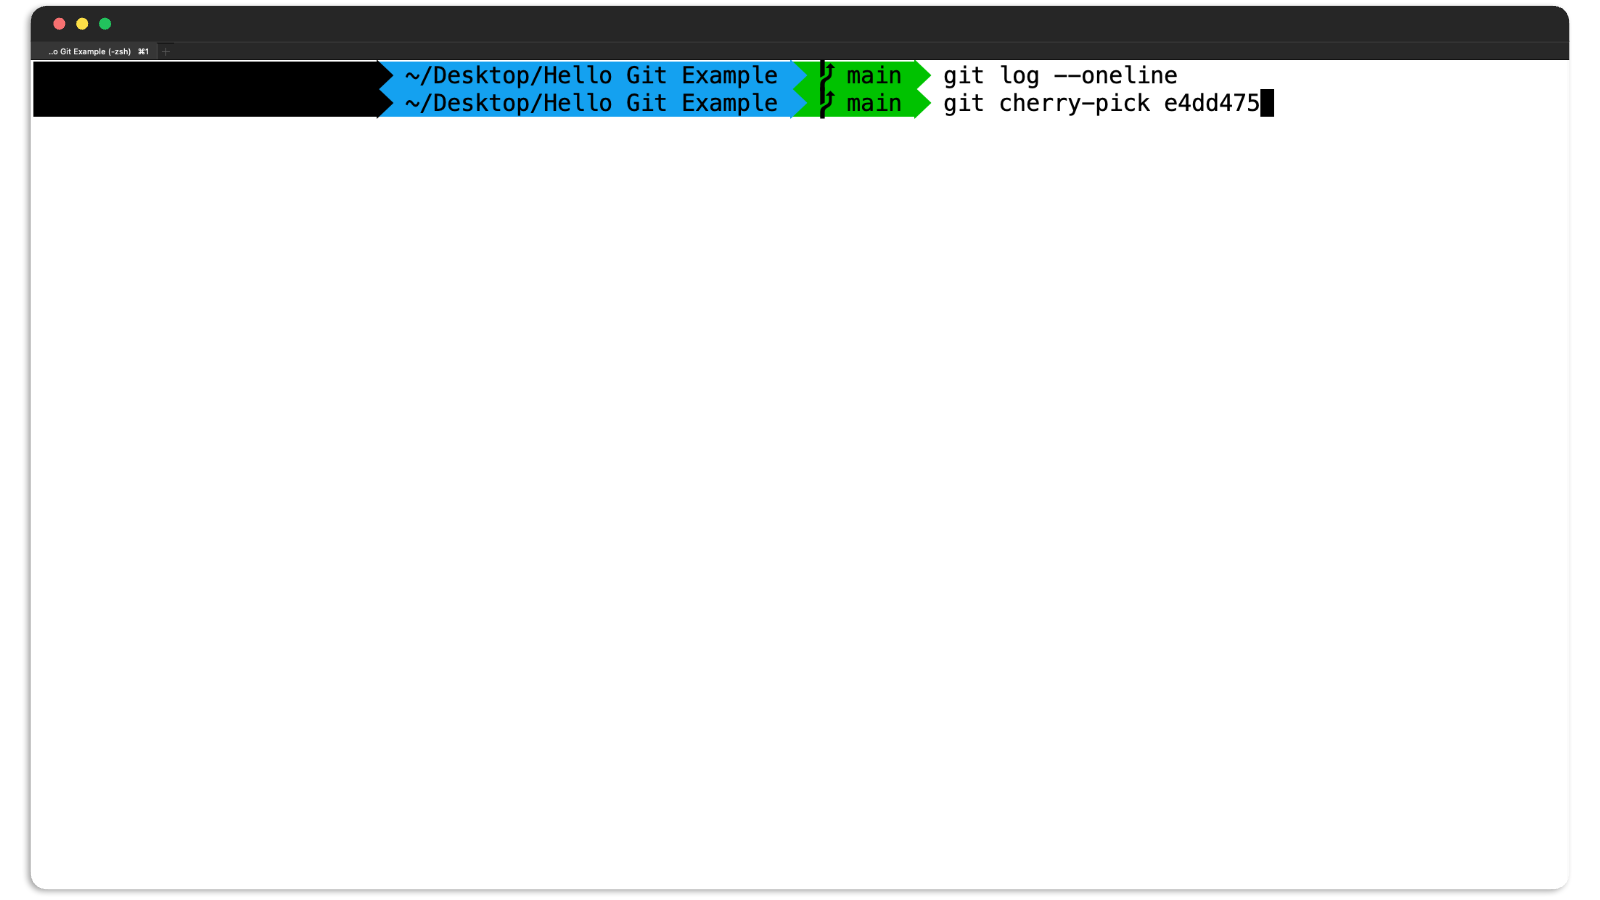 ..o Git Example (-zsh) ⌘1 +
~/Desktop/Hello Git Example main git log --oneline
~/Desktop/Hello Git Example main git cherry-pick e4dd475